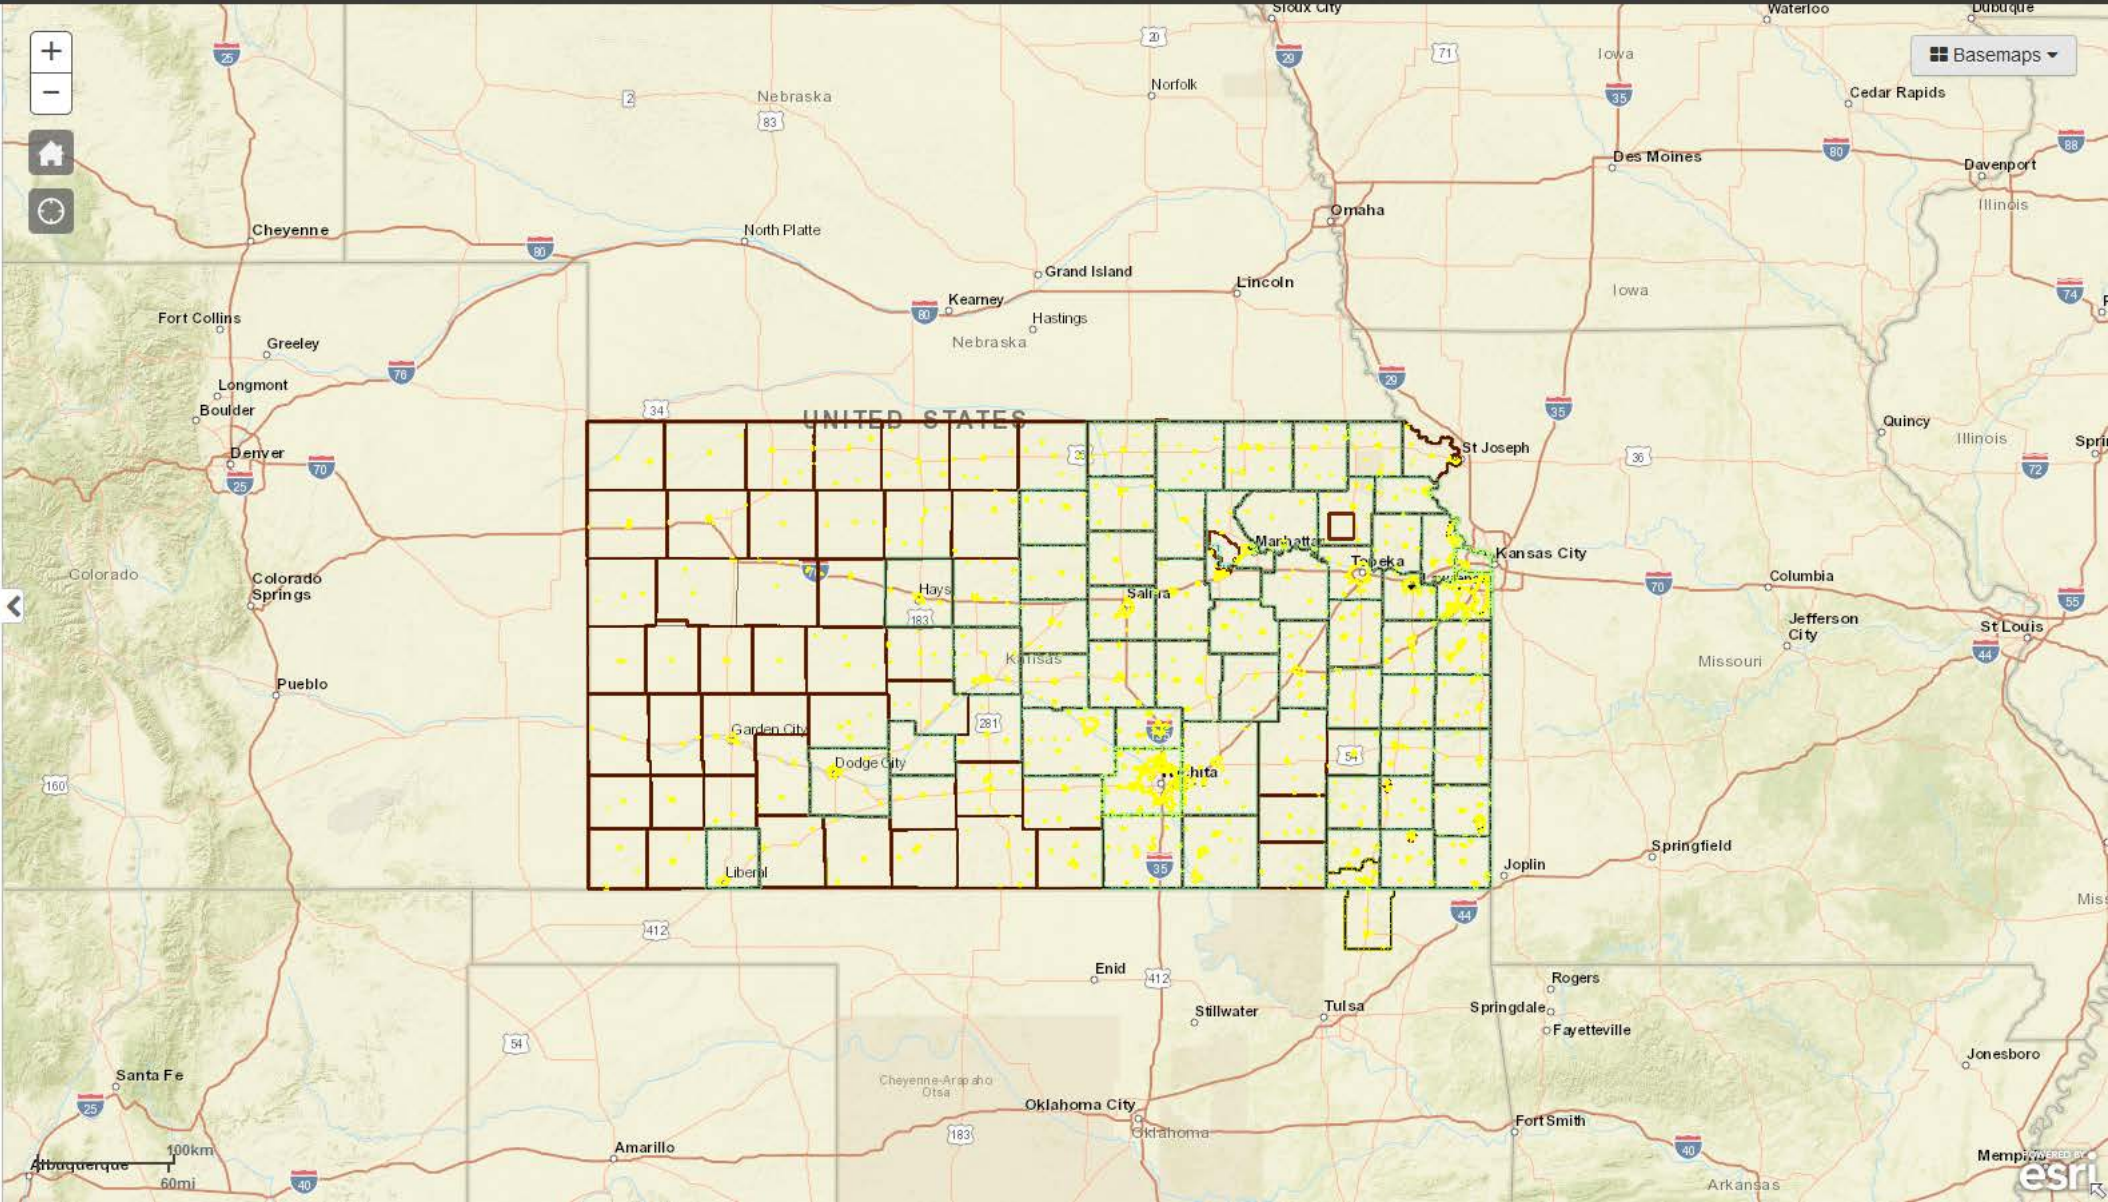 Sioux City
Waterloo
Dubuque
+
−
25
20
29
71
Iowa
Basemaps
Norfolk
2
Nebraska
83
35
Cedar Rapids
80
88
Des Moines
Davenport
Omaha
Illinois
Cheyenne
80
North Platte
Grand Island
Lincoln
Iowa
74
Kearney
80
Hastings
Nebraska
Fort Collins
Greeley
76
Longmont
Boulder
29
34
35
UNITED STATES
Quincy
Illinois
Denver
70
25
St Joseph
36
72
Manhattan
Topeka
Kansas City
Colorado
Colorado
Springs
Hays
183
Salina
70
Columbia
55
Jefferson
City
St Louis
44
Kansas
Missouri
Pueblo
Garden City
281
54
Dodge City
Wichita
160
Liberal
35
Joplin
Springfield
44
412
Enid
412
Rogers
Stillwater
Tulsa
Springdale
Fayetteville
54
Jonesboro
Santa Fe
Cheyenne-Arapaho
Otsa
25
Oklahoma City
183
Oklahoma
Fort Smith
40
Amarillo
100km
Albuquerque
60mi
40
Memphis
POWERED BY
esri
Arkansas